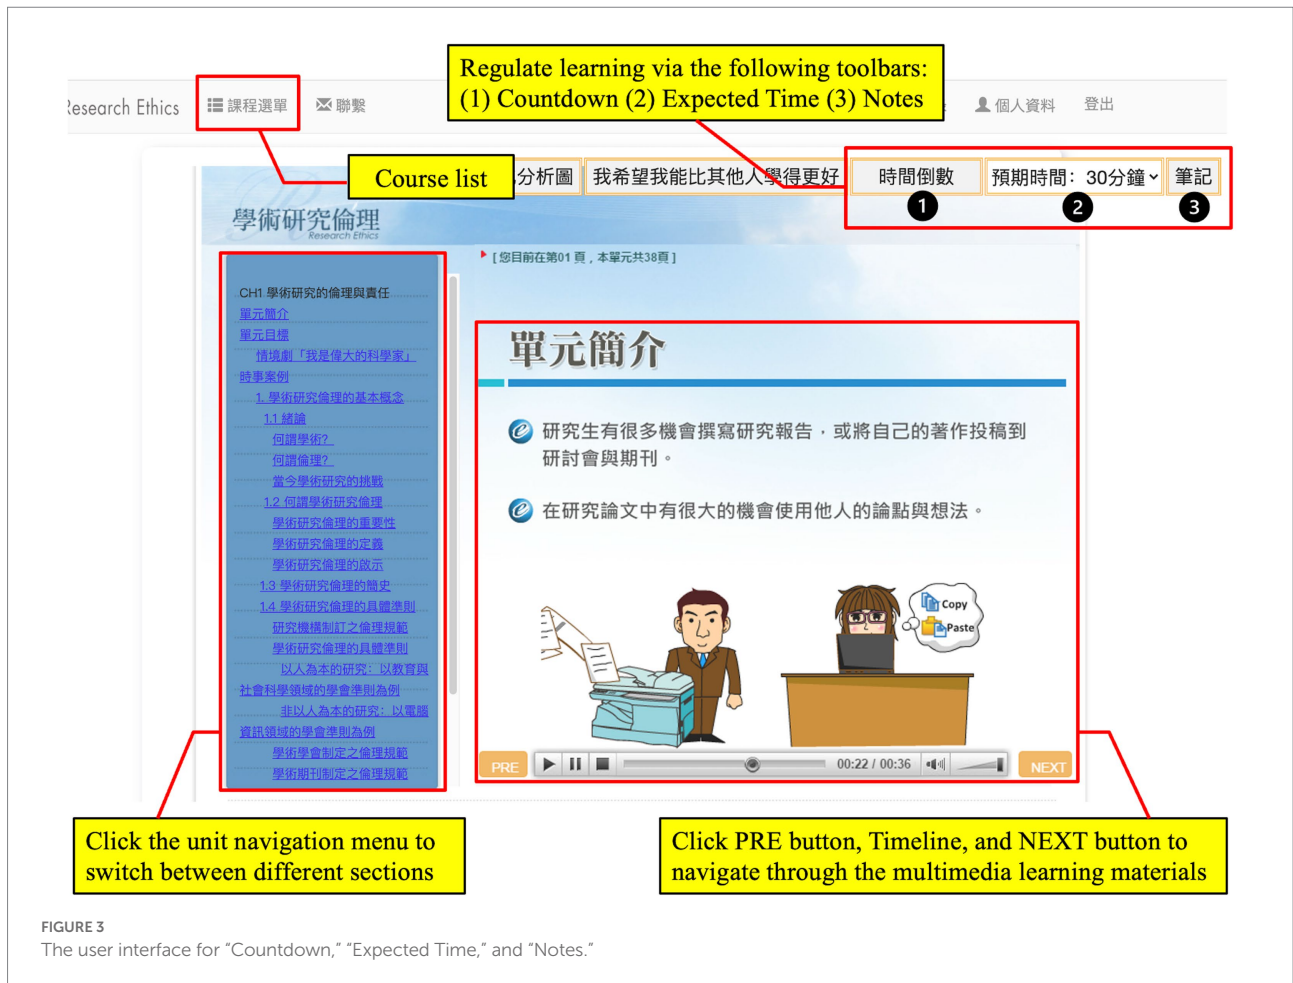 Regulate learning via the following toolbars:
(1) Countdown (2) Expected Time (3) Notes
Research Ethics
課程選單
聯繫
個人資料
登出
Course list
分析圖
我希望我能比其他人學得更好
時間倒數
預期時間：30分鐘
筆記
1
2
3
學術研究倫理
Research Ethics
[ 您目前在第01 頁 , 本單元共38頁 ]
CH1 學術研究的倫理與責任
單元簡介
單元目標
情境劇「我是偉大的科學家」
時事案例
1. 學術研究倫理的基本概念
1.1 緒論
何謂學術?
何謂倫理?
當今學術研究的挑戰
1.2 何謂學術研究倫理
學術研究倫理的重要性
學術研究倫理的定義
學術研究倫理的啟示
1.3 學術研究倫理的簡史
1.4 學術研究倫理的具體準則
研究機構制訂之倫理規範
學術研究倫理的具體準則
以人為本的研究：以教育與
社會科學領域的學會準則為例
非以人為本的研究：以電腦
資訊領域的學會準則為例
學術學會制定之倫理規範
學術期刊制定之倫理規範
單元簡介
研究生有很多機會撰寫研究報告，或將自己的著作投稿到
研討會與期刊。
在研究論文中有很大的機會使用他人的論點與想法。
Copy
Paste
PRE
00:22 / 00:36
NEXT
Click the unit navigation menu to
switch between different sections
Click PRE button, Timeline, and NEXT button to
navigate through the multimedia learning materials
FIGURE 3
The user interface for “Countdown,” “Expected Time,” and “Notes.”